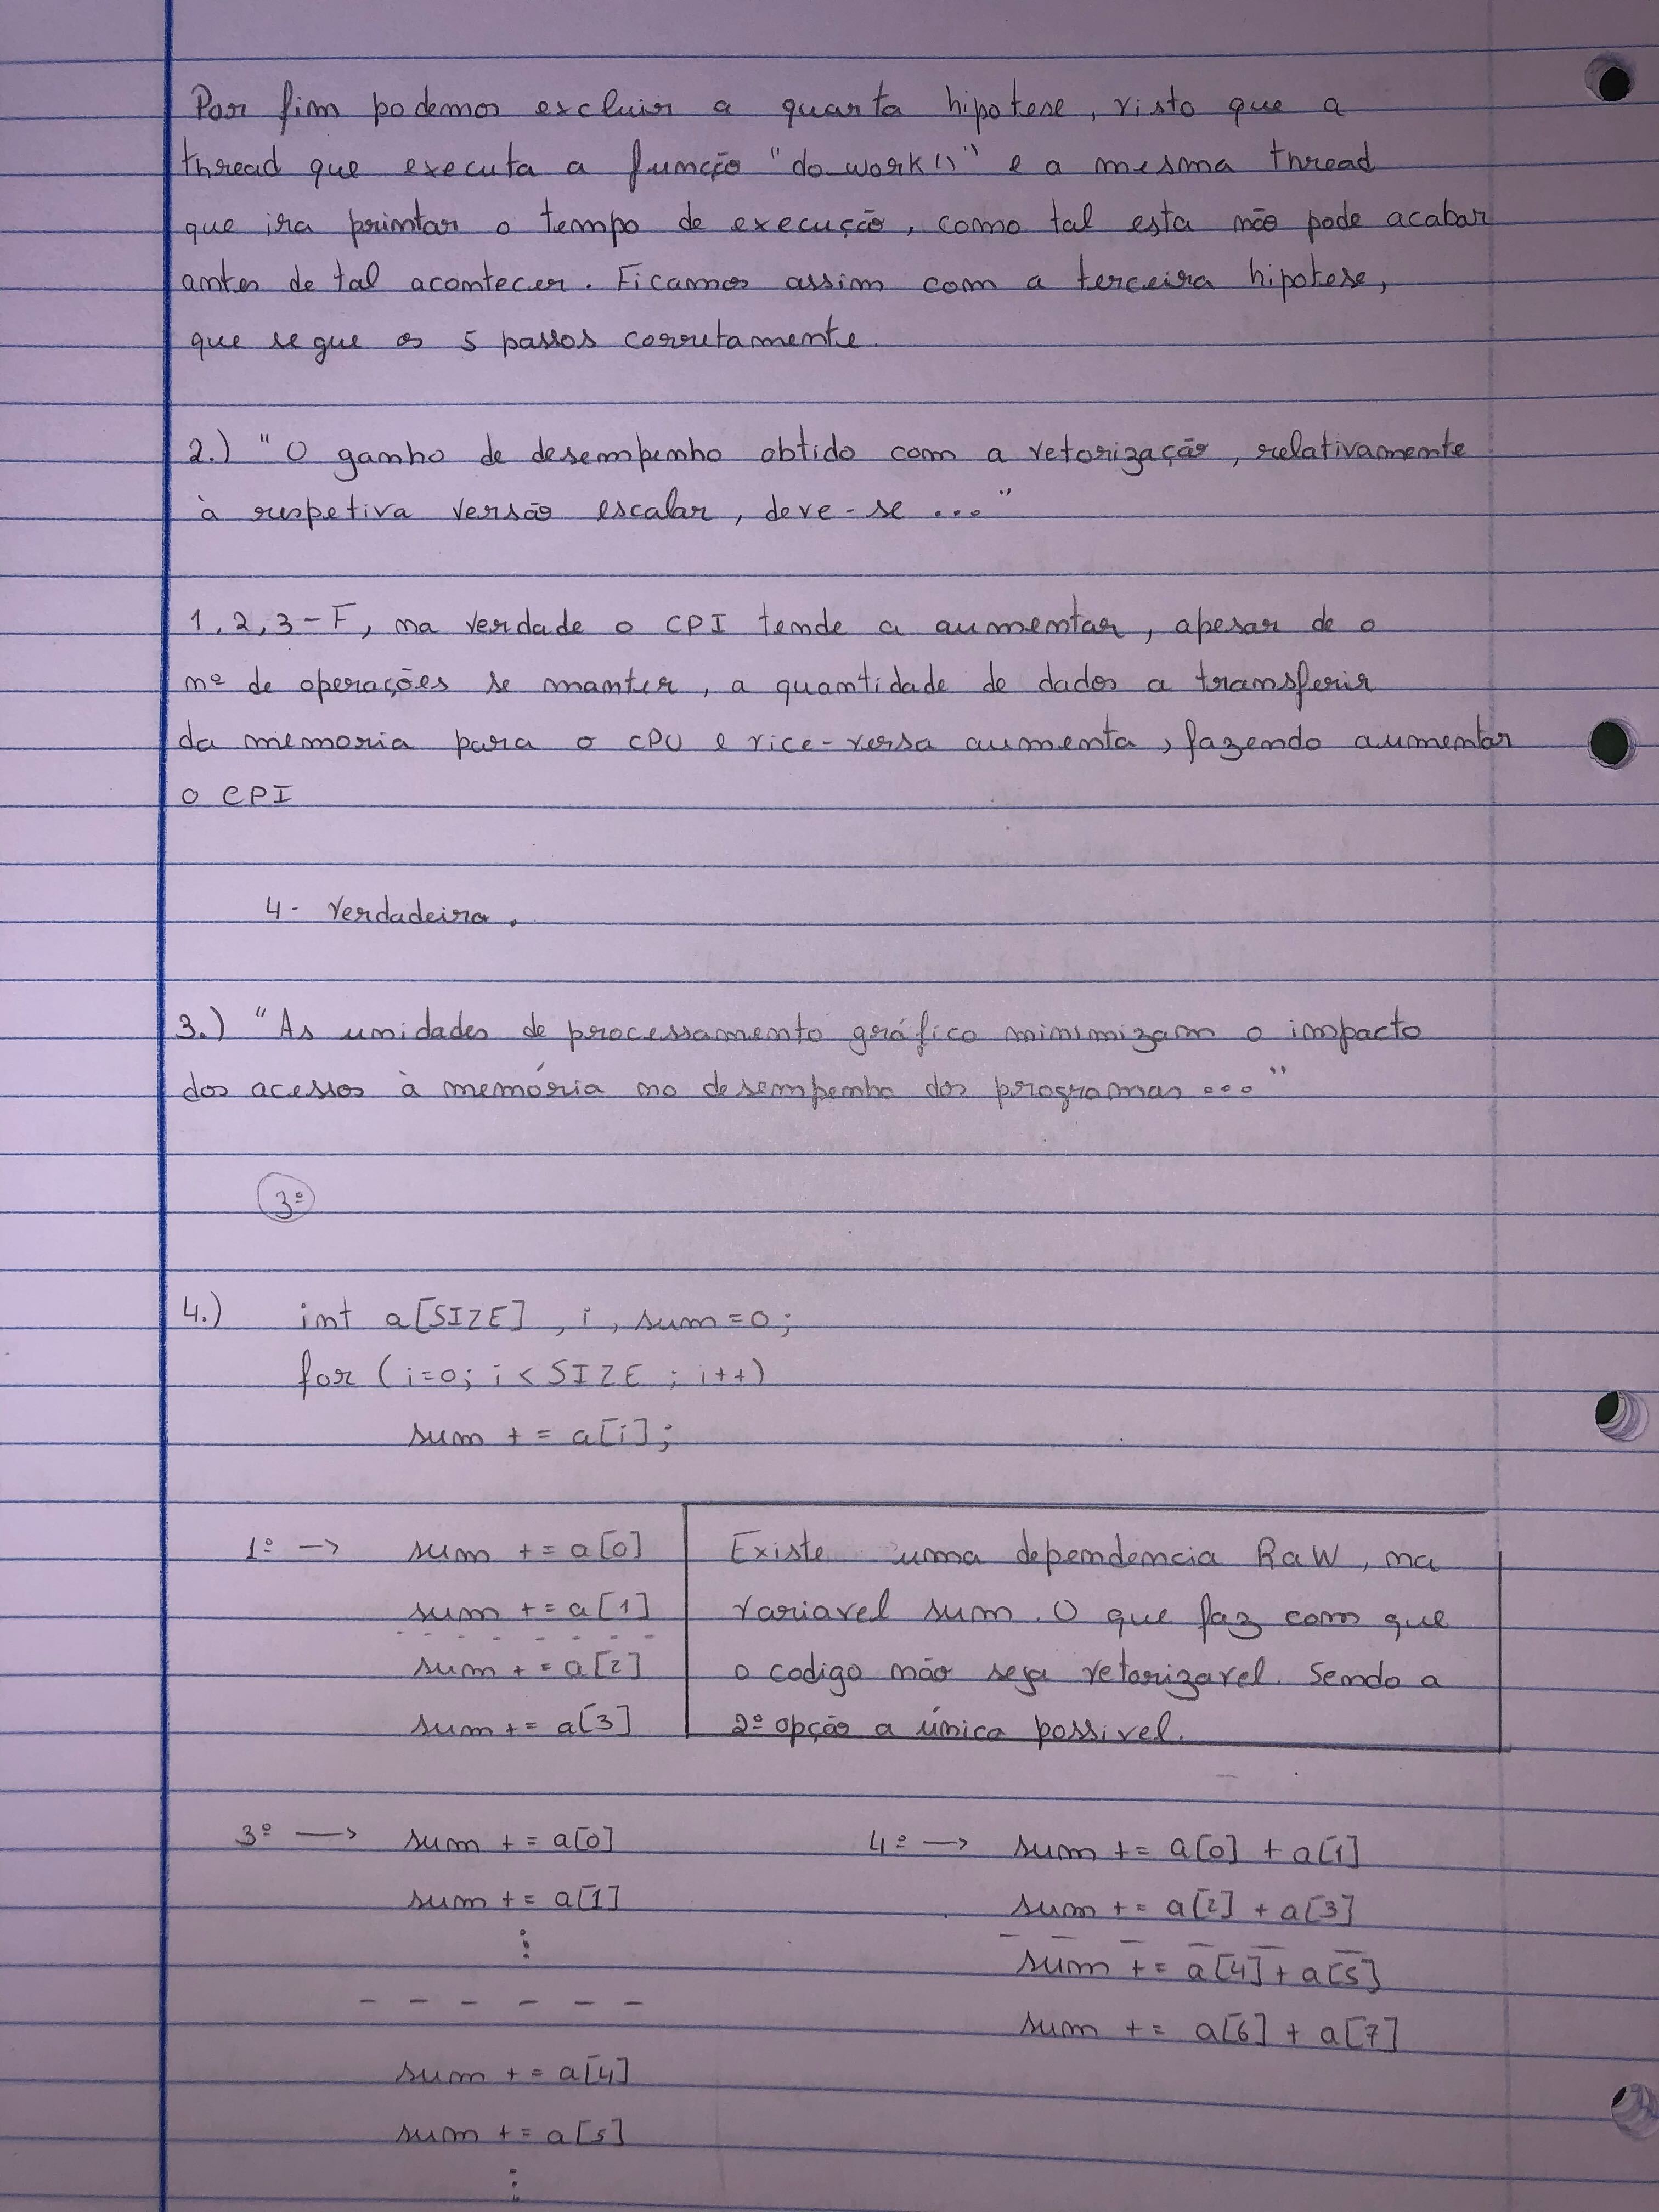 Por fim podemos excluir a quarta hipotese, visto que a
thread que executa a função "do_work()" e a mesma thread
que ira printar o tempo de execução, como tal esta não pode acabar
antes de tal acontecer. Ficamos assim com a terceira hipotese,
que segue os 5 passos corretamente.
2.) "O ganho de desempenho obtido com a vetorização, relativamente
à respetiva versão escalar, deve-se ..."
1,2,3-F, na verdade o CPI tende a aumentar, apesar de o
nº de operações se manter, a quantidade de dados a transferir
da memoria para o CPU e vice-versa aumenta, fazendo aumentar
o CPI
4- Verdadeira.
3.) "As unidades de processamento gráfico minimizam o impacto
dos acessos à memória no desempenho dos programas ..."
3º
4.) int a[SIZE], i, sum=0;
for (i=0; i < SIZE ; i++)
sum += a[i];
1º → sum += a[0]
sum += a[1]
- - - - - - - -
sum += a[2]
sum += a[3]
Existe uma dependencia RaW, na
variavel sum. O que faz com que
o codigo não seja vetorizavel. Sendo a
2º opção a única possivel.
3º → sum += a[0]
sum += a[1]
⋮
- - - - - -
sum += a[4]
sum += a[5]
⋮
4º → sum += a[0] + a[1]
sum += a[2] + a[3]
- - - - - -
sum += a[4] + a[5]
sum += a[6] + a[7]